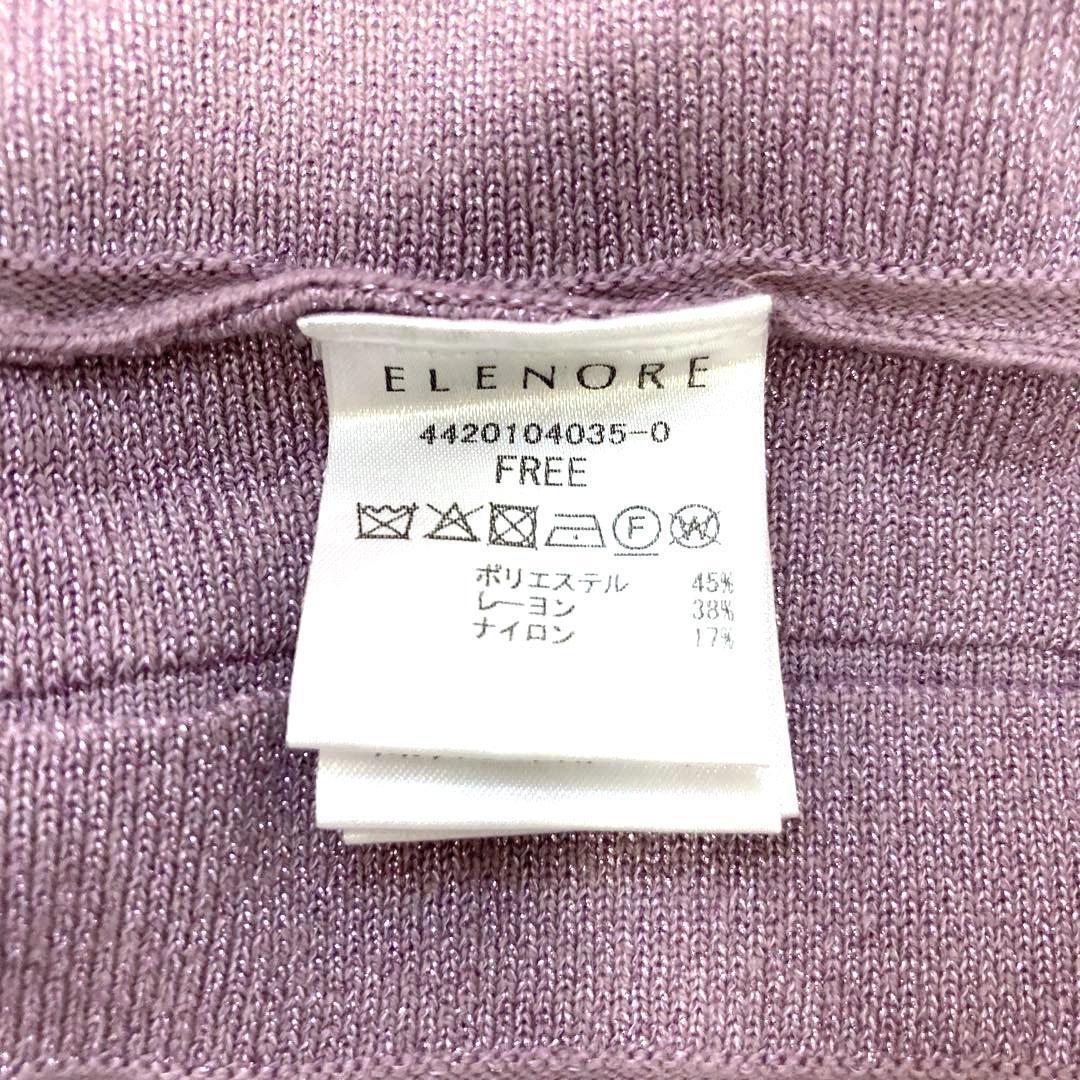 ELENORE
4420104035-0
FREE
F W
ポリエステル 45%
レーヨン 38%
ナイロン 17%